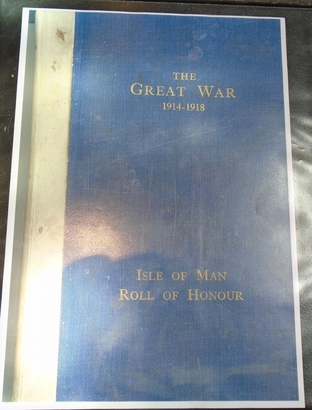 THE
GREAT WAR
1914-1918
ISLE OF MAN
ROLL OF HONOUR